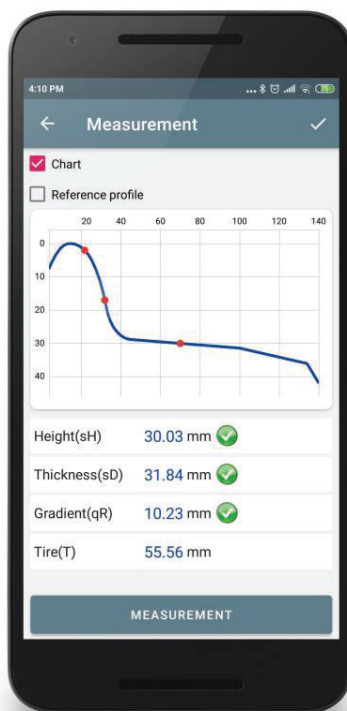 4:10 PM
Measurement
Chart
Reference profile
20 40 60 80 100 120 140
0
10
20
30
40
Height(sH) 30.03 mm
Thickness(sD) 31.84 mm
Gradient(qR) 10.23 mm
Tire(T) 55.56 mm
MEASUREMENT